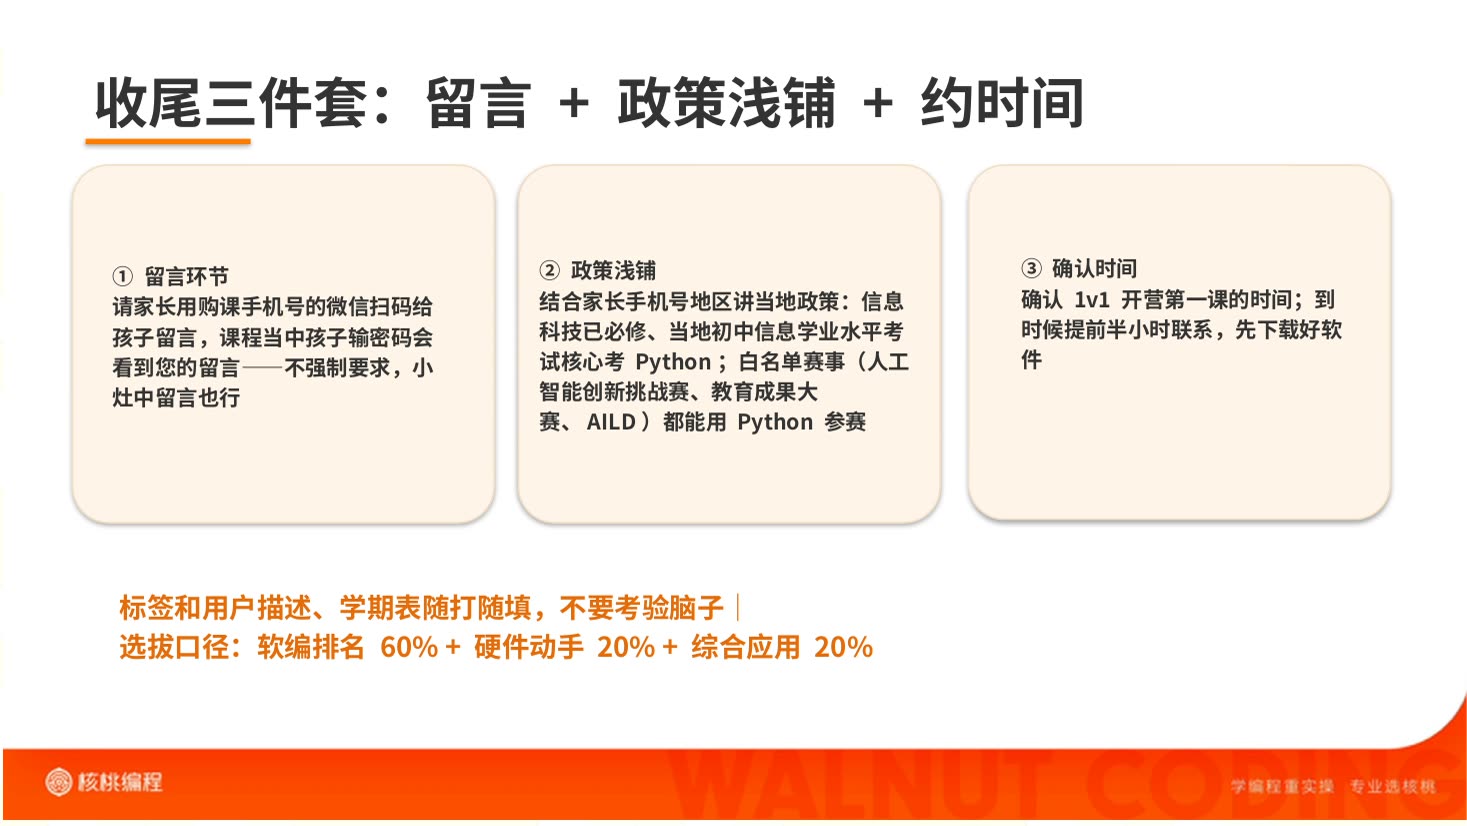 收尾三件套：留言 + 政策浅铺 + 约时间
① 留言环节
请家长用购课手机号的微信扫码给
孩子留言，课程当中孩子输密码会
看到您的留言——不强制要求，小
灶中留言也行
② 政策浅铺
结合家长手机号地区讲当地政策：信息
科技已必修、当地初中信息学业水平考
试核心考 Python；白名单赛事（人工
智能创新挑战赛、教育成果大
赛、AILD）都能用 Python 参赛
③ 确认时间
确认 1v1 开营第一课的时间；到
时候提前半小时联系，先下载好软
件
标签和用户描述、学期表随打随填，不要考验脑子｜
选拔口径：软编排名 60% + 硬件动手 20% + 综合应用 20%
核桃编程
WALNUT CODING
学编程重实操 专业选核桃